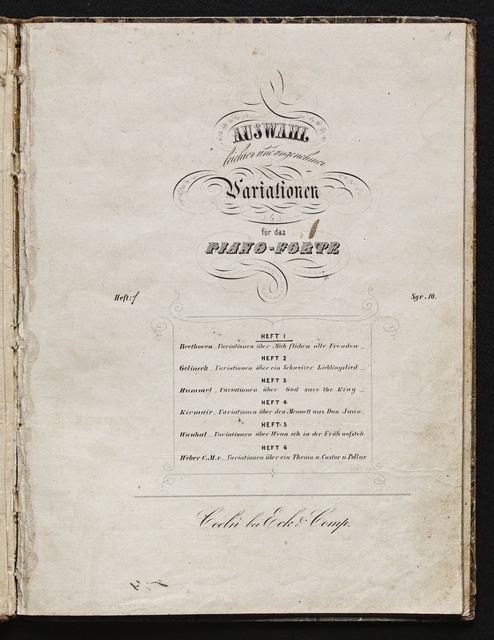 AUSWAHL
leichter und angenehmer
Variationen
für das
PIANO-FORTE
Heft: 1
Sgr. 10.
HEFT 1
Beethoven Variationen über Mich fliehen alle Freuden
HEFT 2
Gelineck Variationen über ein Schweizer Lieblingslied
HEFT 3
Hummel Variationen über God save the King
HEFT 4
Kirmair Variationen über den Menuett aus Don Juan
HEFT 5
Wanhal Variationen über Wenn ich in der Früh aufsteh
HEFT 6
Weber C.M.v. Variationen über ein Thema a. Castor u. Pollux
Coeln bei Eck & Comp.